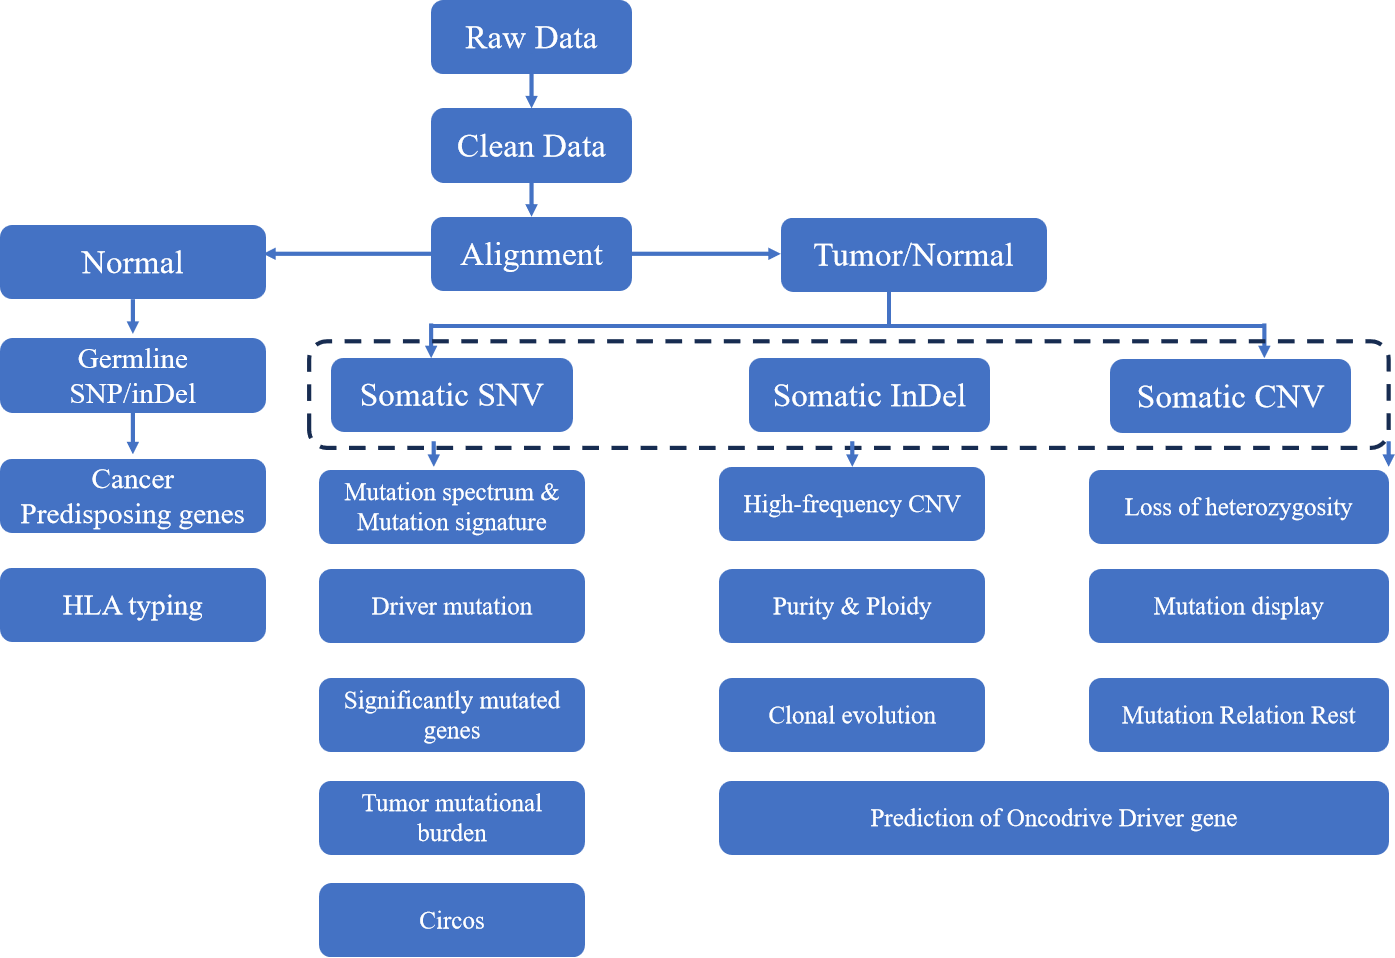 Raw Data
Clean Data
Alignment
Normal
Tumor/Normal
Germline
SNP/inDel
Somatic SNV
Somatic InDel
Somatic CNV
Cancer
Predisposing genes
Mutation spectrum &
Mutation signature
High-frequency CNV
Loss of heterozygosity
HLA typing
Driver mutation
Purity & Ploidy
Mutation display
Significantly mutated
genes
Clonal evolution
Mutation Relation Rest
Tumor mutational
burden
Prediction of Oncodrive Driver gene
Circos